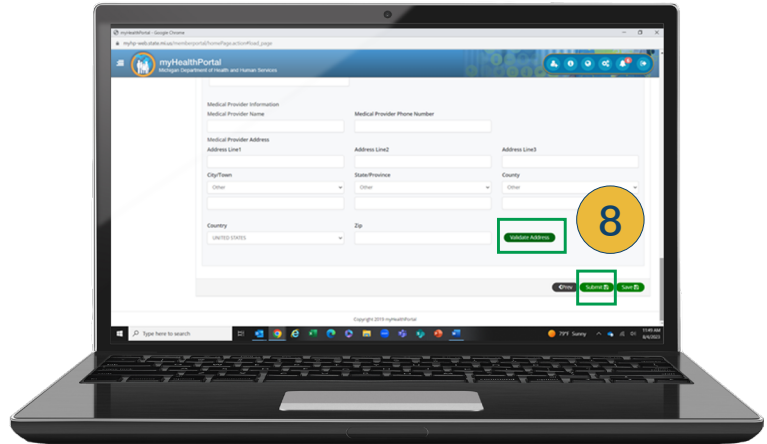 myHealthPortal - Google Chrome
myhp-web.state.mi.us/memberportal/homePage.action#load_page
myHealthPortal
Michigan Department of Health and Human Services
Medical Provider Information
Medical Provider Name Medical Provider Phone Number
Medical Provider Address
Address Line1 Address Line2 Address Line3
City/Town State/Province County
Other Other Other
8
Country Zip
UNITED STATES Validate Address
Prev Submit Save
Copyright 2019 myHealthPortal
Type here to search 79°F Sunny 11:45 AM
8/4/2023